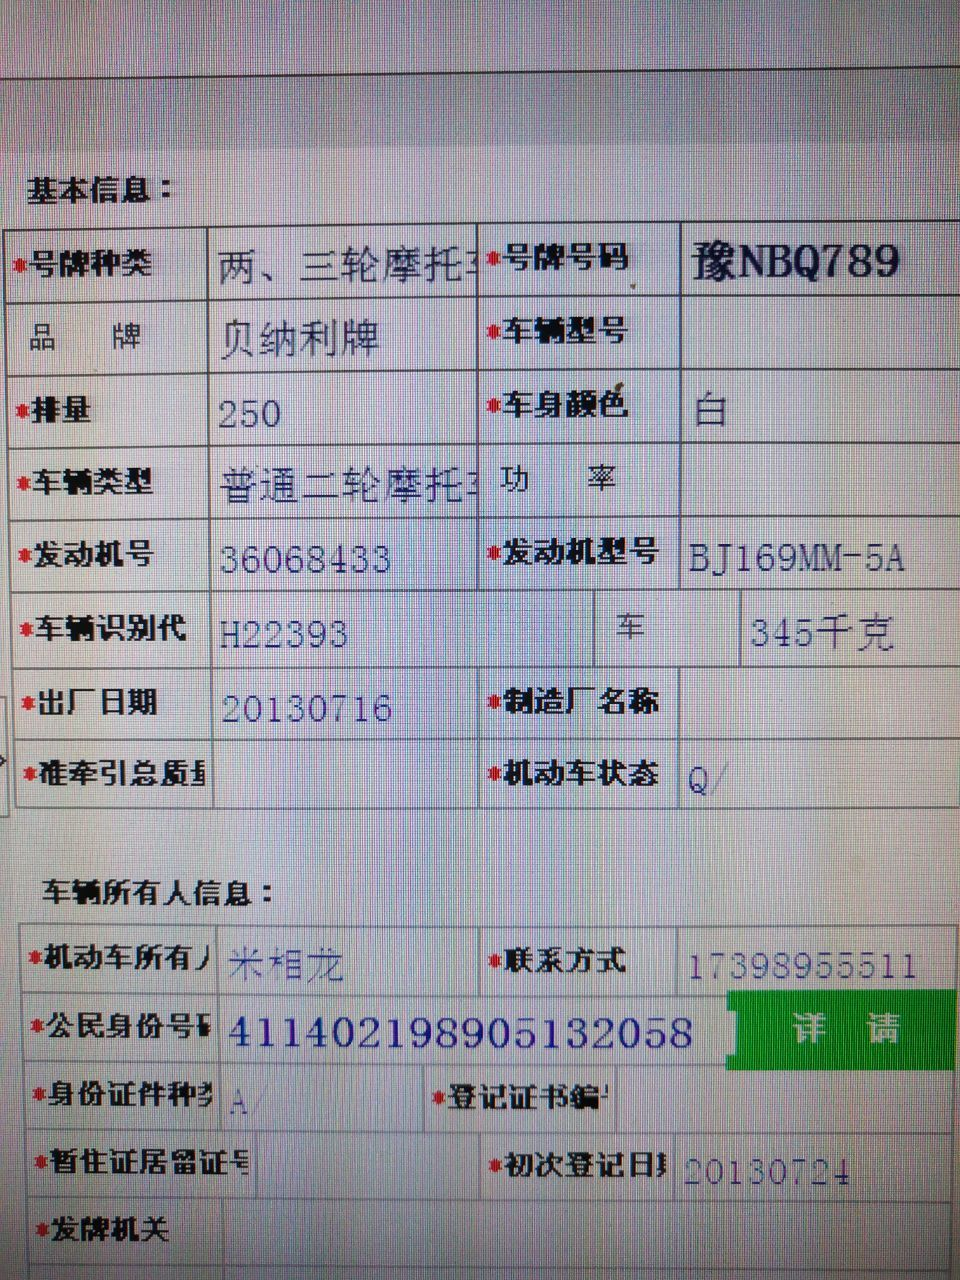 基本信息：
*号牌种类 两、三轮摩托 *号牌号码 豫NBQ789
品 牌 贝纳利牌 *车辆型号
*排量 250 *车身颜色 白
*车辆类型 普通二轮摩托 功 率
*发动机号 36068433 *发动机型号 BJ169MM-5A
*车辆识别代 H22393 车 345千克
*出厂日期 20130716 *制造厂名称
*准牵引总质量 *机动车状态 Q/
车辆所有人信息：
*机动车所有人 米相龙 *联系方式 17398955511
*公民身份号码 411402198905132058 详 请
*身份证件种类 A/ *登记证书编号
*暂住证居留证号 *初次登记日期 20130724
*发牌机关